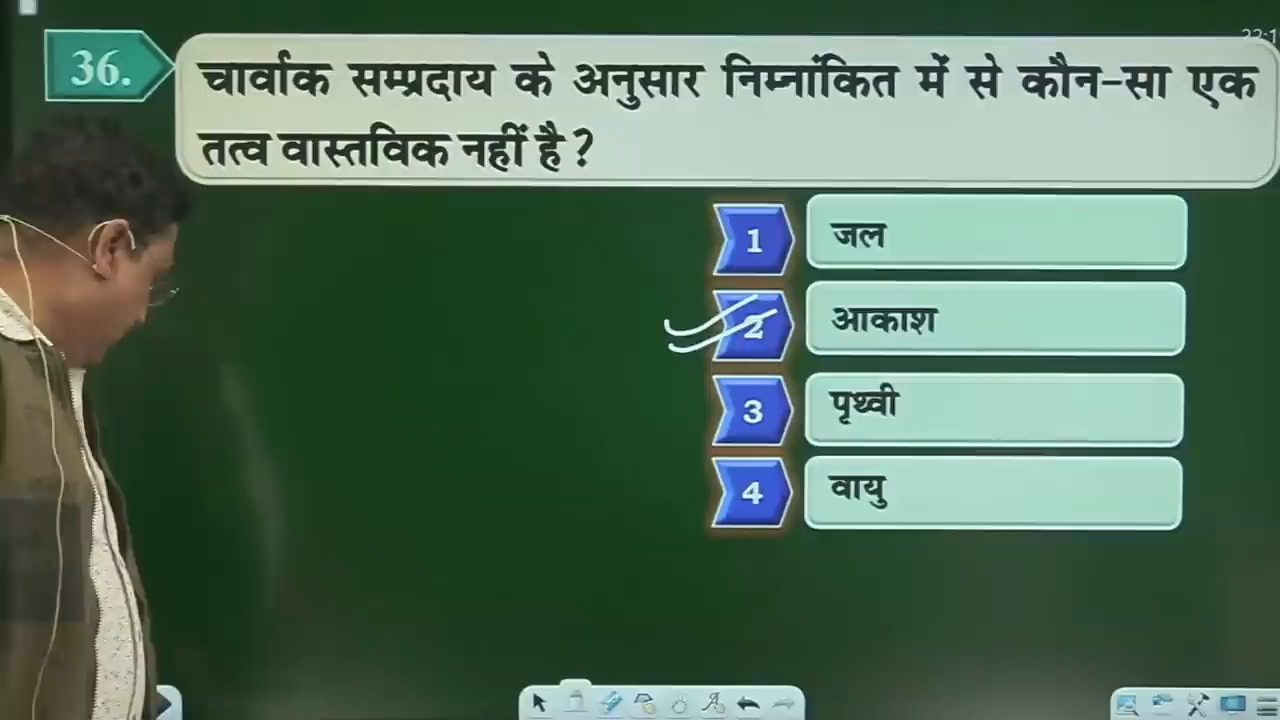 36.
चार्वाक सम्प्रदाय के अनुसार निम्नांकित में से कौन-सा एक
तत्व वास्तविक नहीं है ?
1 जल
2 आकाश
3 पृथ्वी
4 वायु